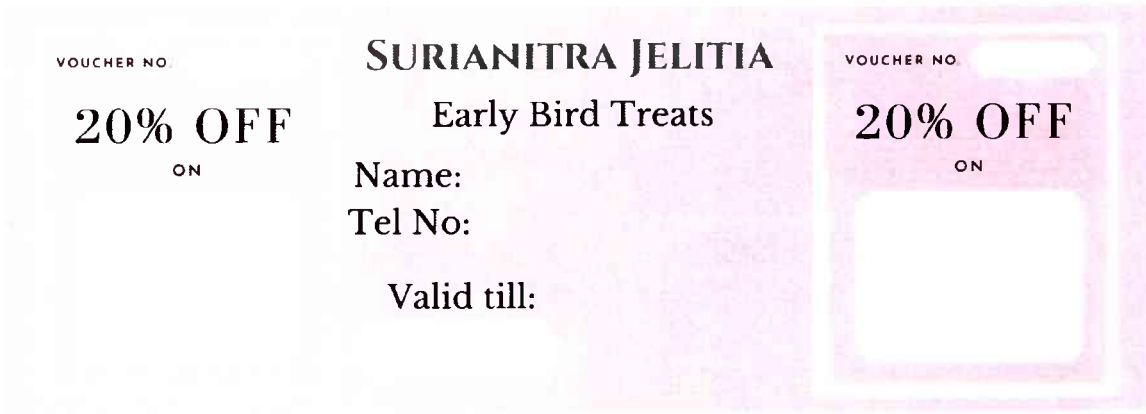 VOUCHER NO.
20% OFF
ON
SURIANITRA JELITIA
Early Bird Treats
Name:
Tel No:
Valid till:
VOUCHER NO.
20% OFF
ON